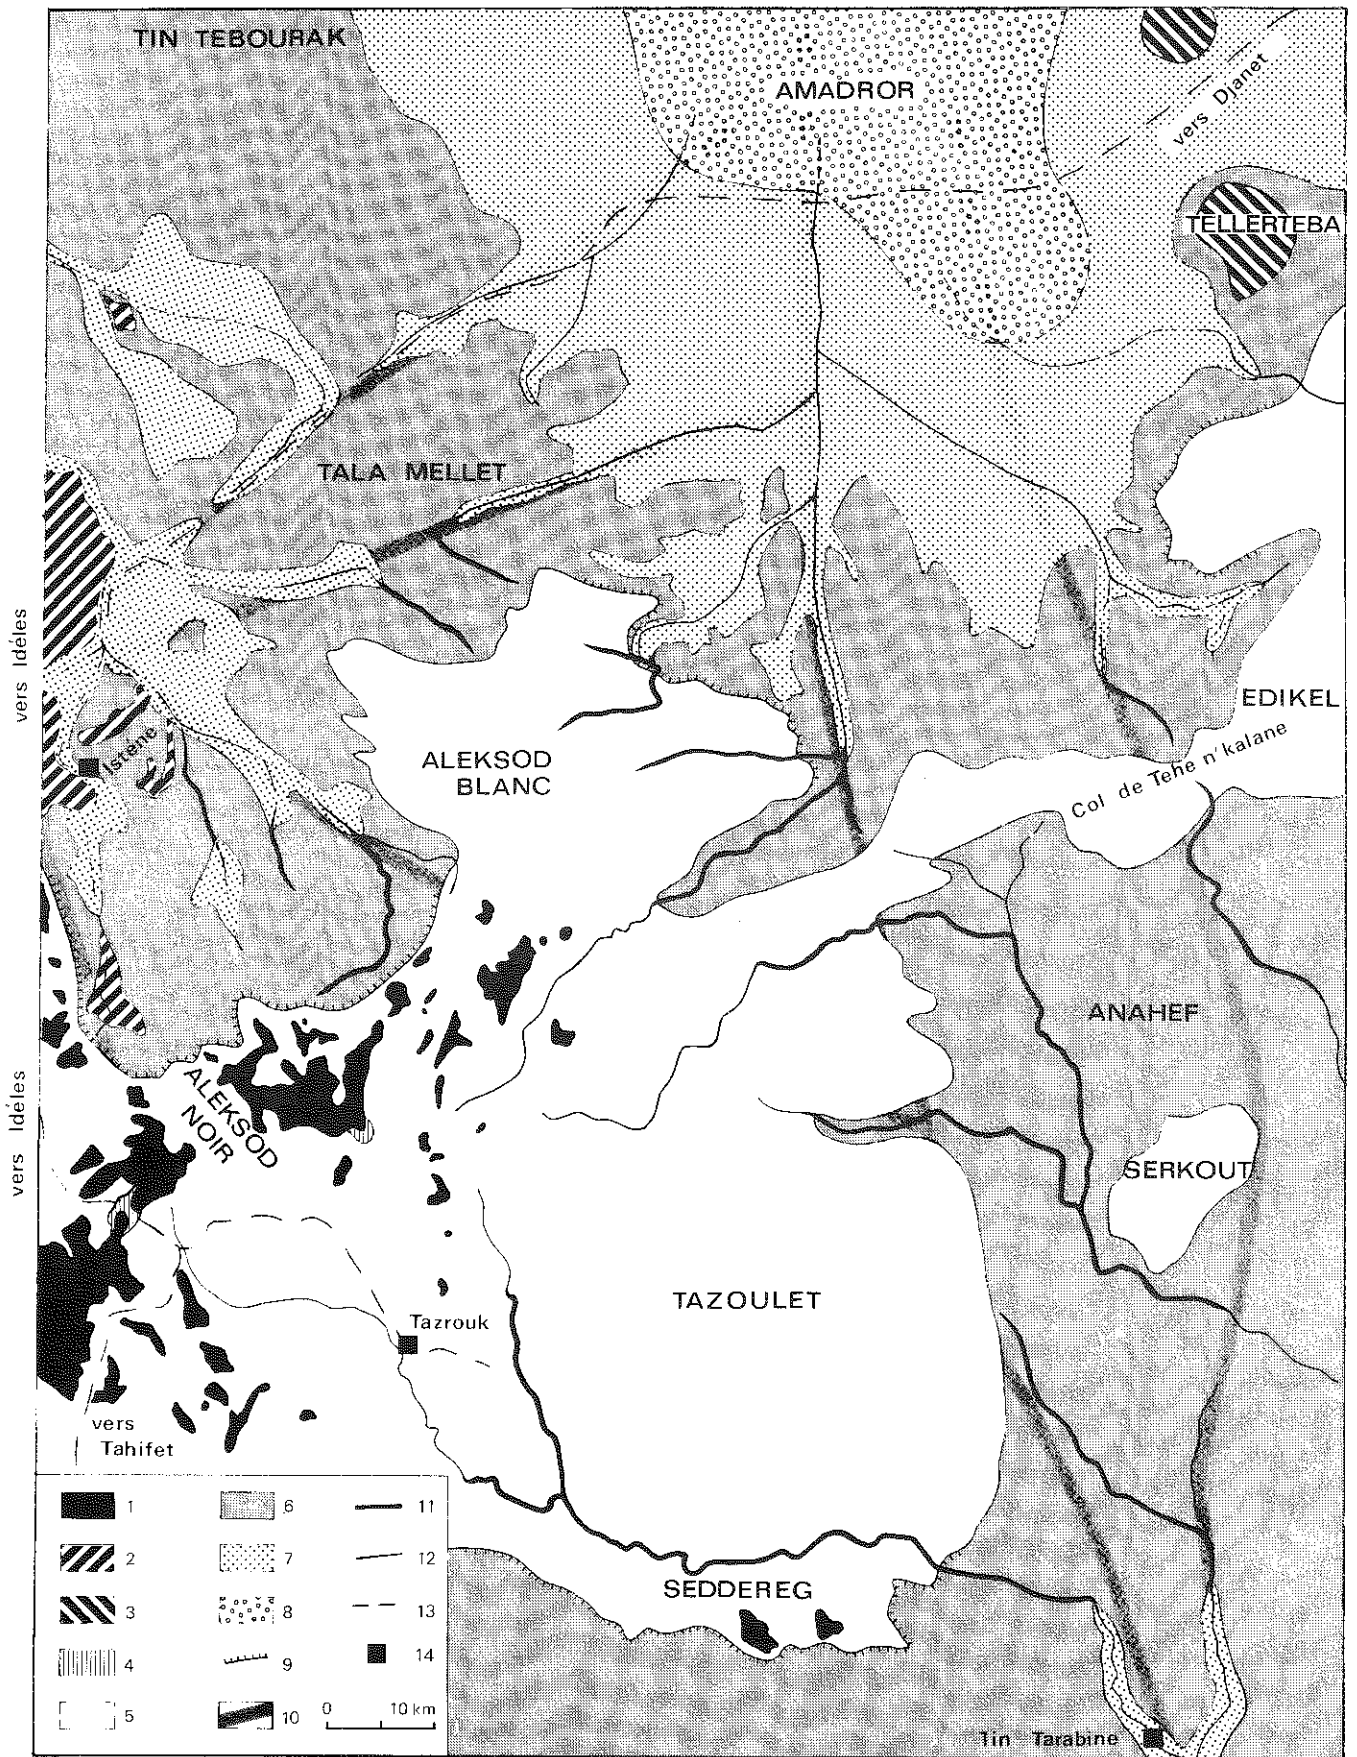 TIN TEBOURAK
AMADROR
vers Djanet
TELLERTEBA
TALA MELLET
vers Idéles
Istène
EDIKEL
ALEKSOD
BLANC
Col de Tehe n'kalane
ANAHEF
vers Idéles
ALEKSOD
NOIR
SERKOUT
TAZOULET
Tazrouk
vers
Tahifet
SEDDEREG
Tin Tarabine
1
2
3
4
5
6
7
8
9
10
11
12
13
14
0 10 km